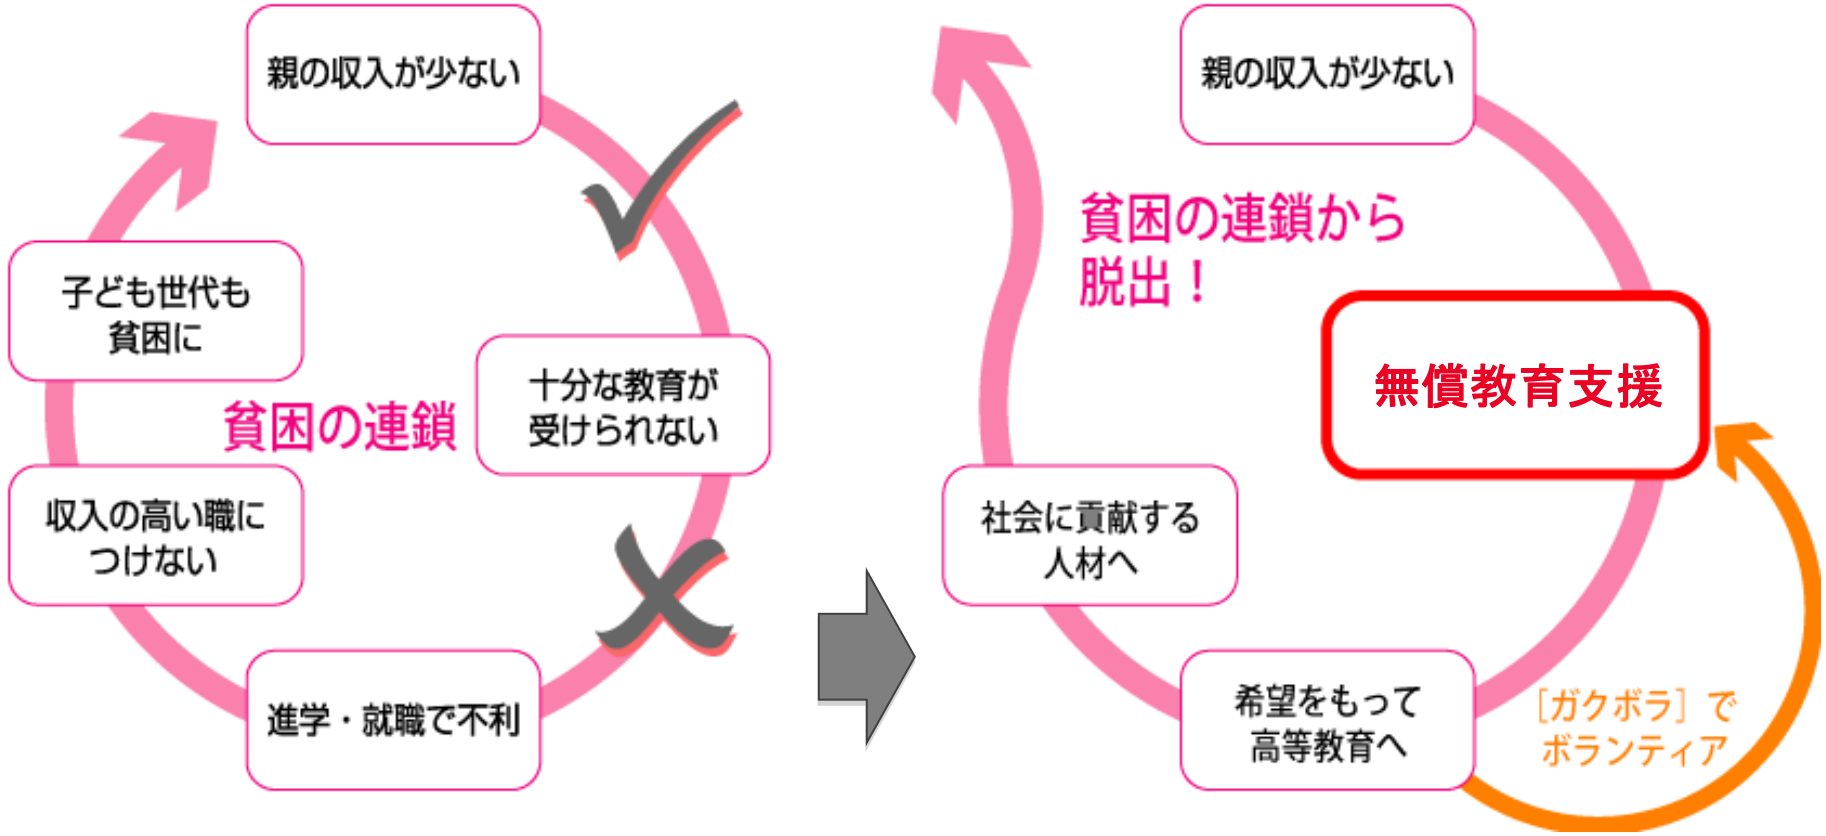 親の収入が少ない
十分な教育が
受けられない
進学・就職で不利
収入の高い職に
つけない
子ども世代も
貧困に
貧困の連鎖
親の収入が少ない
無償教育支援
希望をもって
高等教育へ
社会に貢献する
人材へ
貧困の連鎖から
脱出！
［ガクボラ］で
ボランティア